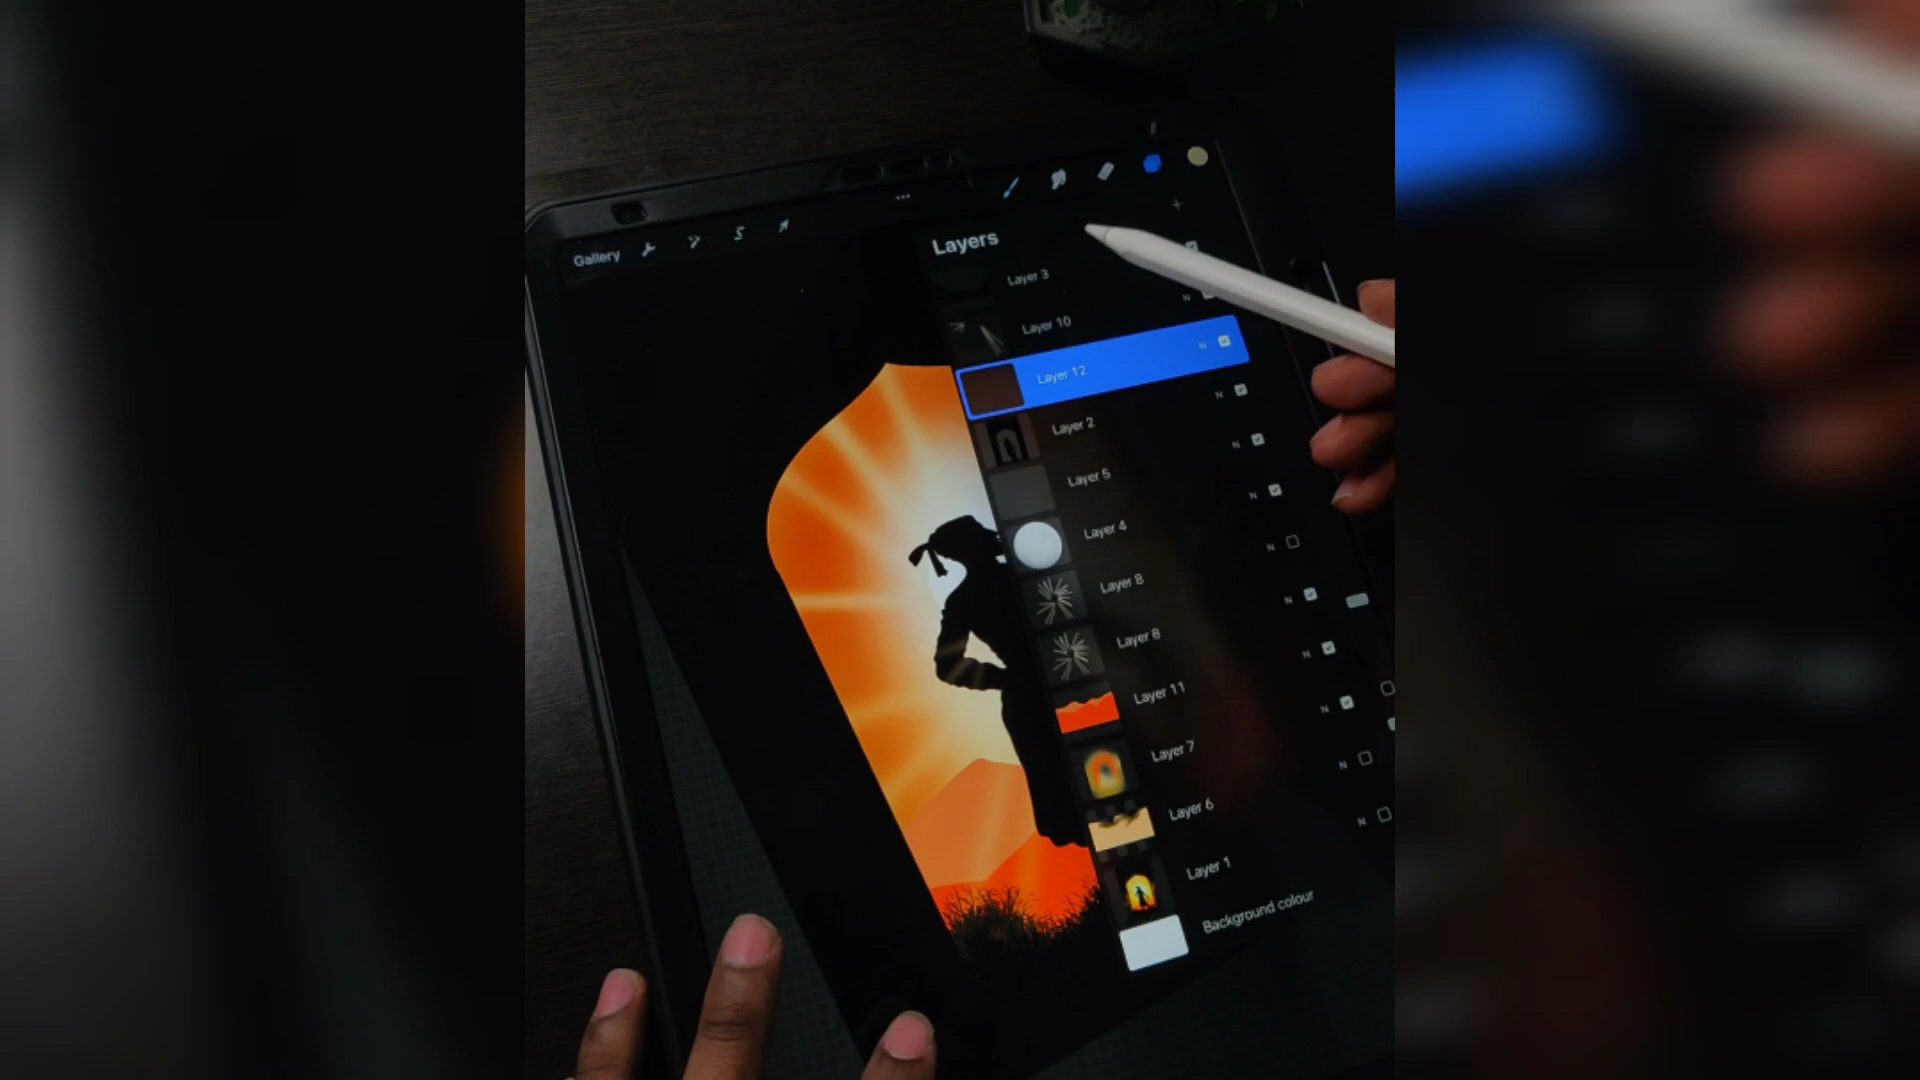 Gallery
Layers
Layer 3
N
Layer 10
N
Layer 12
N
Layer 2
N
Layer 5
N
Layer 4
N
Layer 8
N
Layer 8
N
Layer 11
N
Layer 7
N
Layer 6
N
Layer 1
N
Background colour